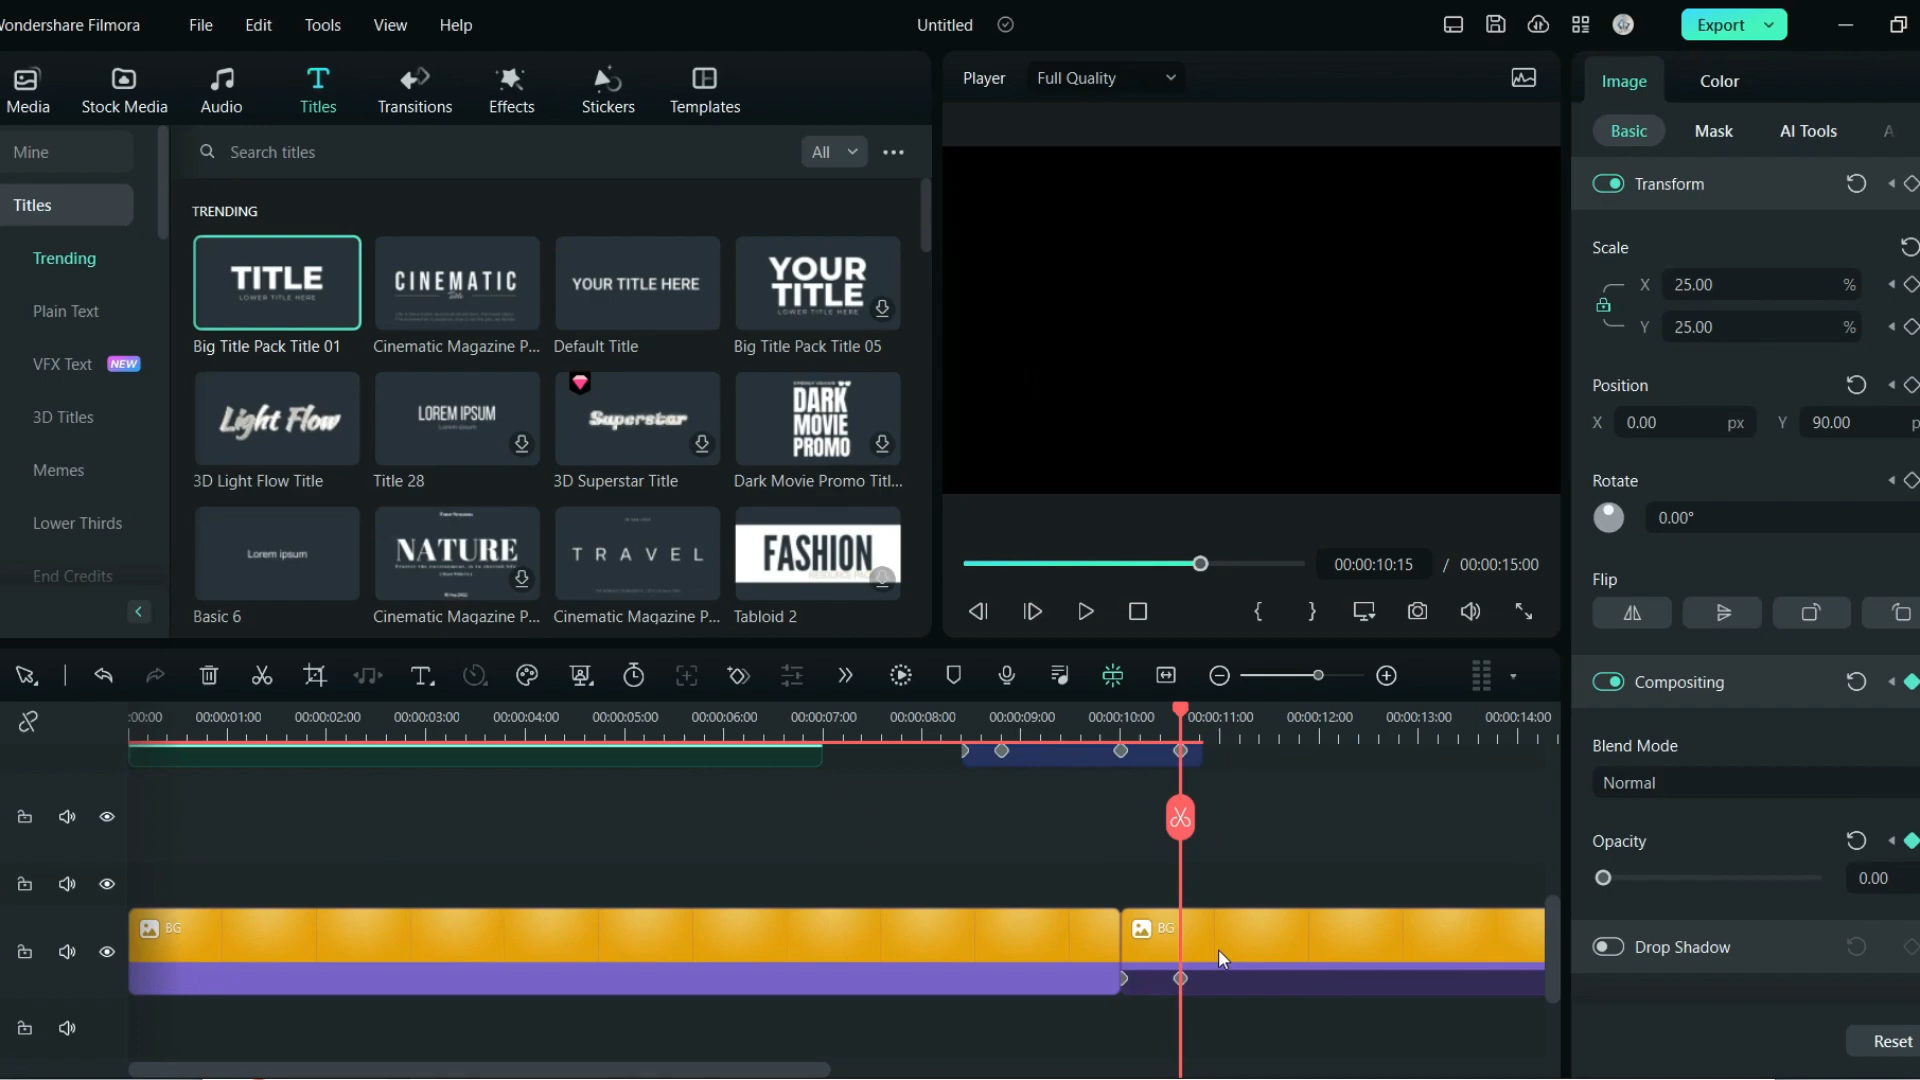 Wondershare Filmora File Edit Tools View Help Untitled Export
Media Stock Media Audio Titles Transitions Effects Stickers Templates
Player Full Quality
Image Color
Basic Mask AI Tools A
Mine
Titles
Trending
Plain Text
VFX Text NEW
3D Titles
Memes
Lower Thirds
End Credits
Search titles All
TRENDING
TITLE
LOWER TITLE HERE
CINEMATIC
YOUR TITLE HERE
YOUR
TITLE
LOWER TITLE HERE
Big Title Pack Title 01 Cinematic Magazine P... Default Title Big Title Pack Title 05
Light Flow
LOREM IPSUM
Lorem ipsum
Superstar
DARK
MOVIE
PROMO
3D Light Flow Title Title 28 3D Superstar Title Dark Movie Promo Titl...
Lorem ipsum
NATURE
TRAVEL
FASHION
Basic 6 Cinematic Magazine P... Cinematic Magazine P... Tabloid 2
00:00:10:15 / 00:00:15:00
Transform
Scale
X 25.00 %
Y 25.00 %
Position
X 0.00 px Y 90.00 p
Rotate
0.00°
Flip
Compositing
Blend Mode
Normal
Opacity
0.00
Drop Shadow
Reset
:00:00 00:00:01:00 00:00:02:00 00:00:03:00 00:00:04:00 00:00:05:00 00:00:06:00 00:00:07:00 00:00:08:00 00:00:09:00 00:00:10:00 00:00:11:00 00:00:12:00 00:00:13:00 00:00:14:00
BG BG